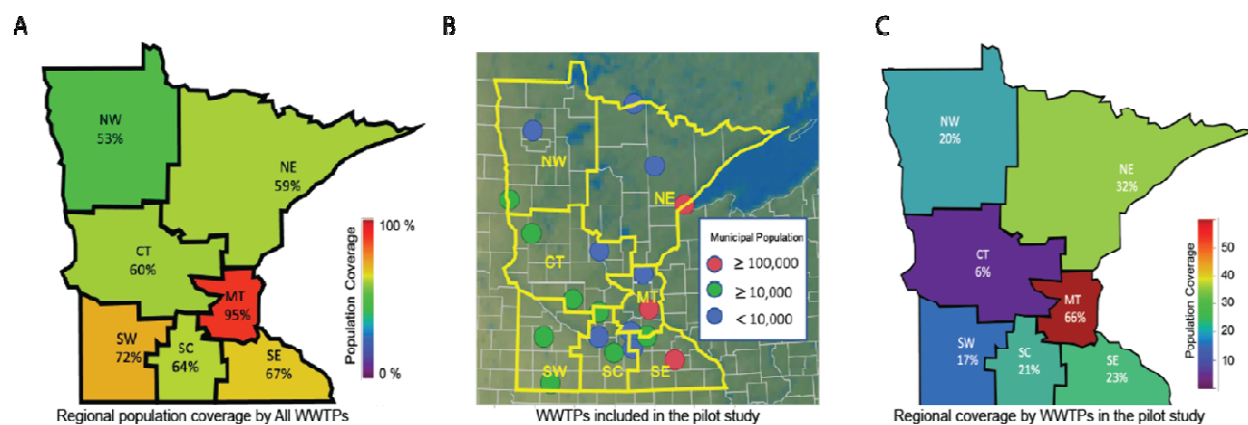 A
NW
53%
NE
59%
CT
60%
MT
95%
SW
72%
SC
64%
SE
67%
100 %
Population Coverage
0 %
Regional population coverage by All WWTPs
B
NW
NE
CT
MT
SW
SC
SE
Municipal Population
≥ 100,000
≥ 10,000
< 10,000
WWTPs included in the pilot study
C
NW
20%
NE
32%
CT
6%
MT
66%
SW
17%
SC
21%
SE
23%
Population Coverage
50
40
30
20
10
Regional coverage by WWTPs in the pilot study